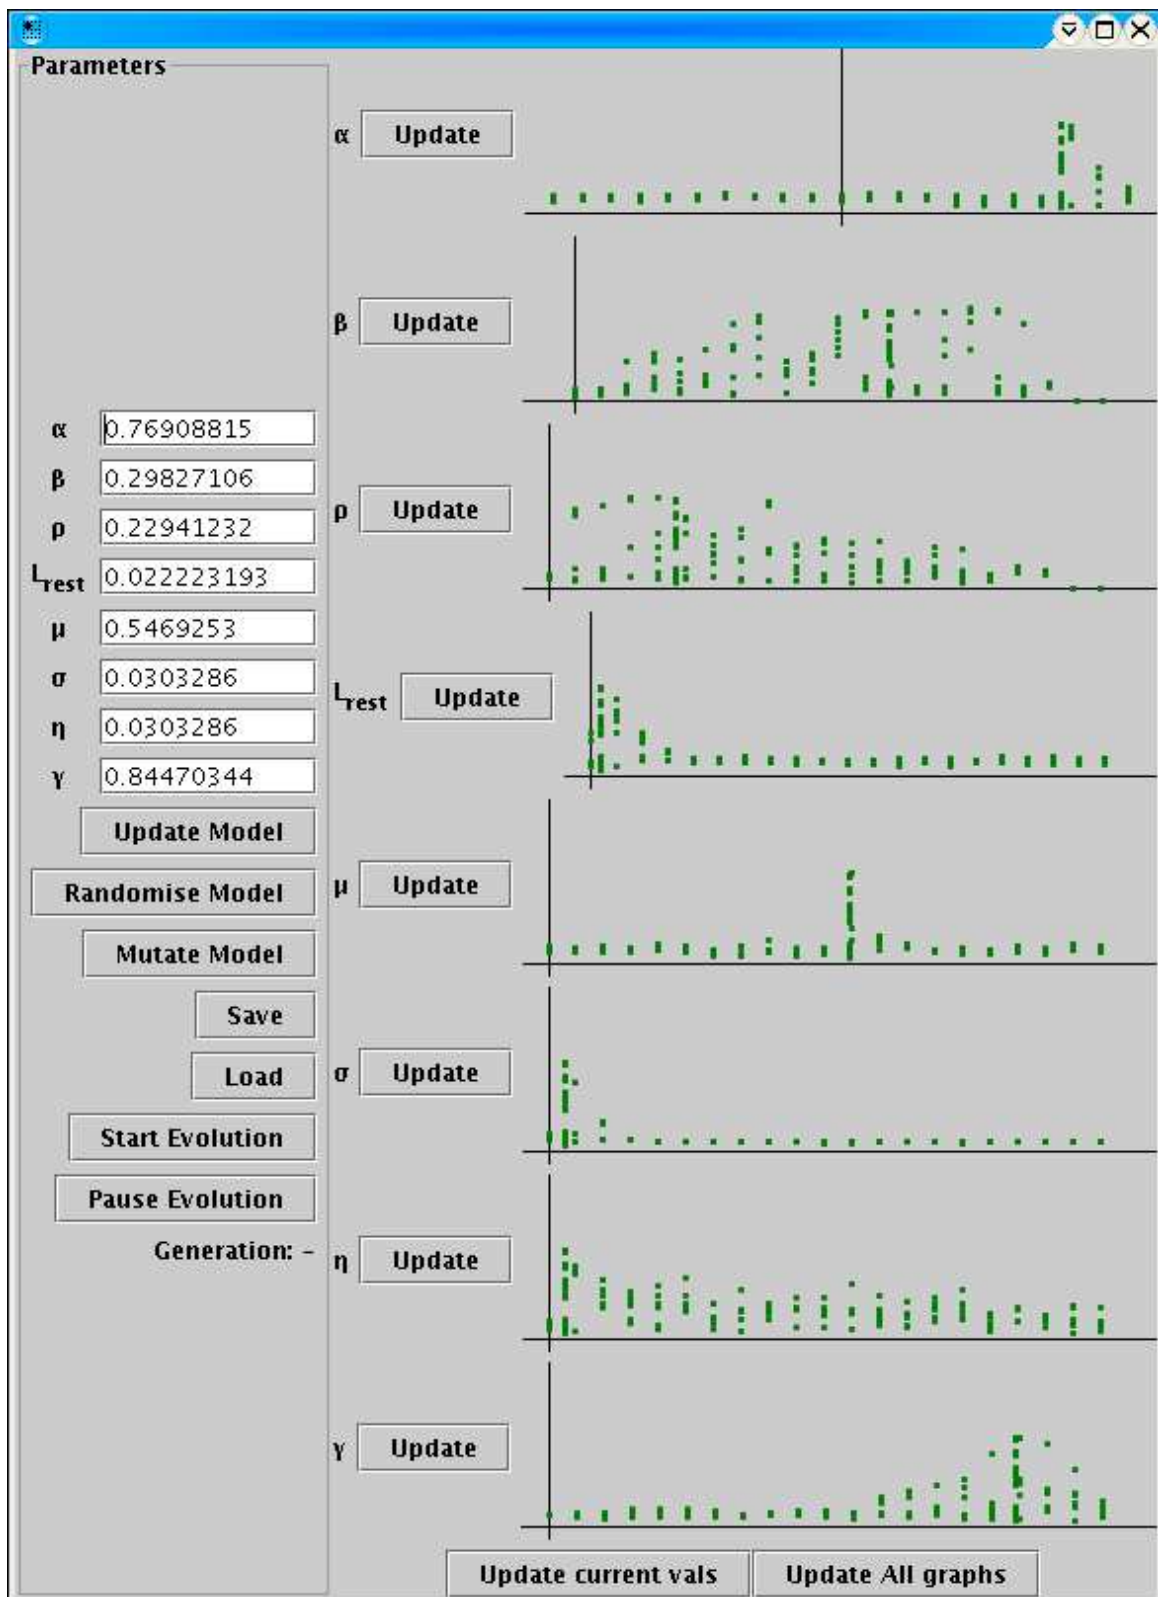 Parameters
α Update
β Update
α 0.76908815
β 0.29827106
ρ 0.22941232
ρ Update
Lrest 0.022223193
μ 0.5469253
σ 0.0303286
Lrest Update
η 0.0303286
γ 0.84470344
Update Model
Randomise Model
μ Update
Mutate Model
Save
Load
σ Update
Start Evolution
Pause Evolution
Generation: -
η Update
γ Update
Update current vals Update All graphs